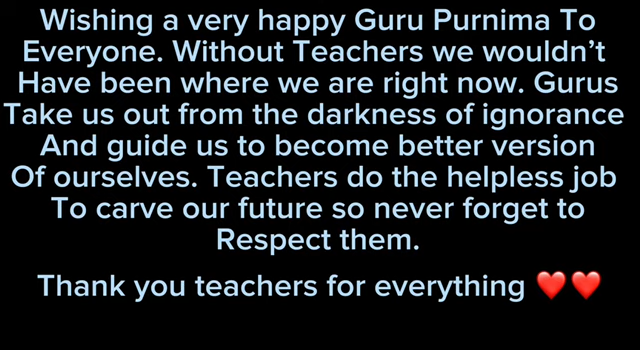 Wishing a very happy Guru Purnima To
Everyone. Without Teachers we wouldn't
Have been where we are right now. Gurus
Take us out from the darkness of ignorance
And guide us to become better version
Of ourselves. Teachers do the helpless job
To carve our future so never forget to
Respect them.
Thank you teachers for everything ❤️❤️